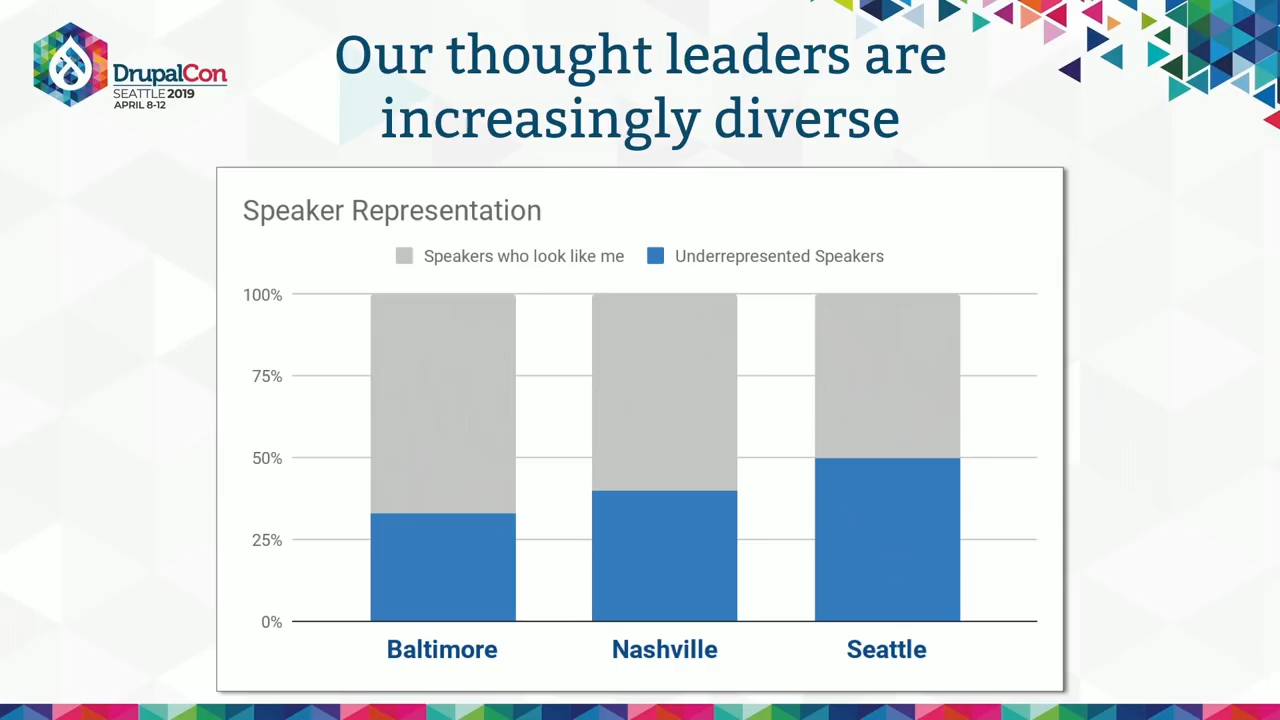 DrupalCon
SEATTLE 2019
APRIL 8-12
Our thought leaders are
increasingly diverse
Speaker Representation
Speakers who look like me
Underrepresented Speakers
100%
75%
50%
25%
0%
Baltimore
Nashville
Seattle